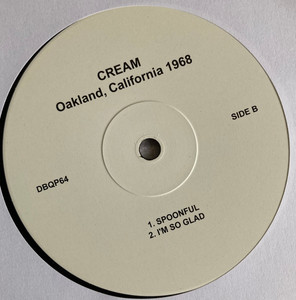 CREAM
Oakland, California 1968
SIDE B
DBQP64
1. SPOONFUL
2. I'M SO GLAD